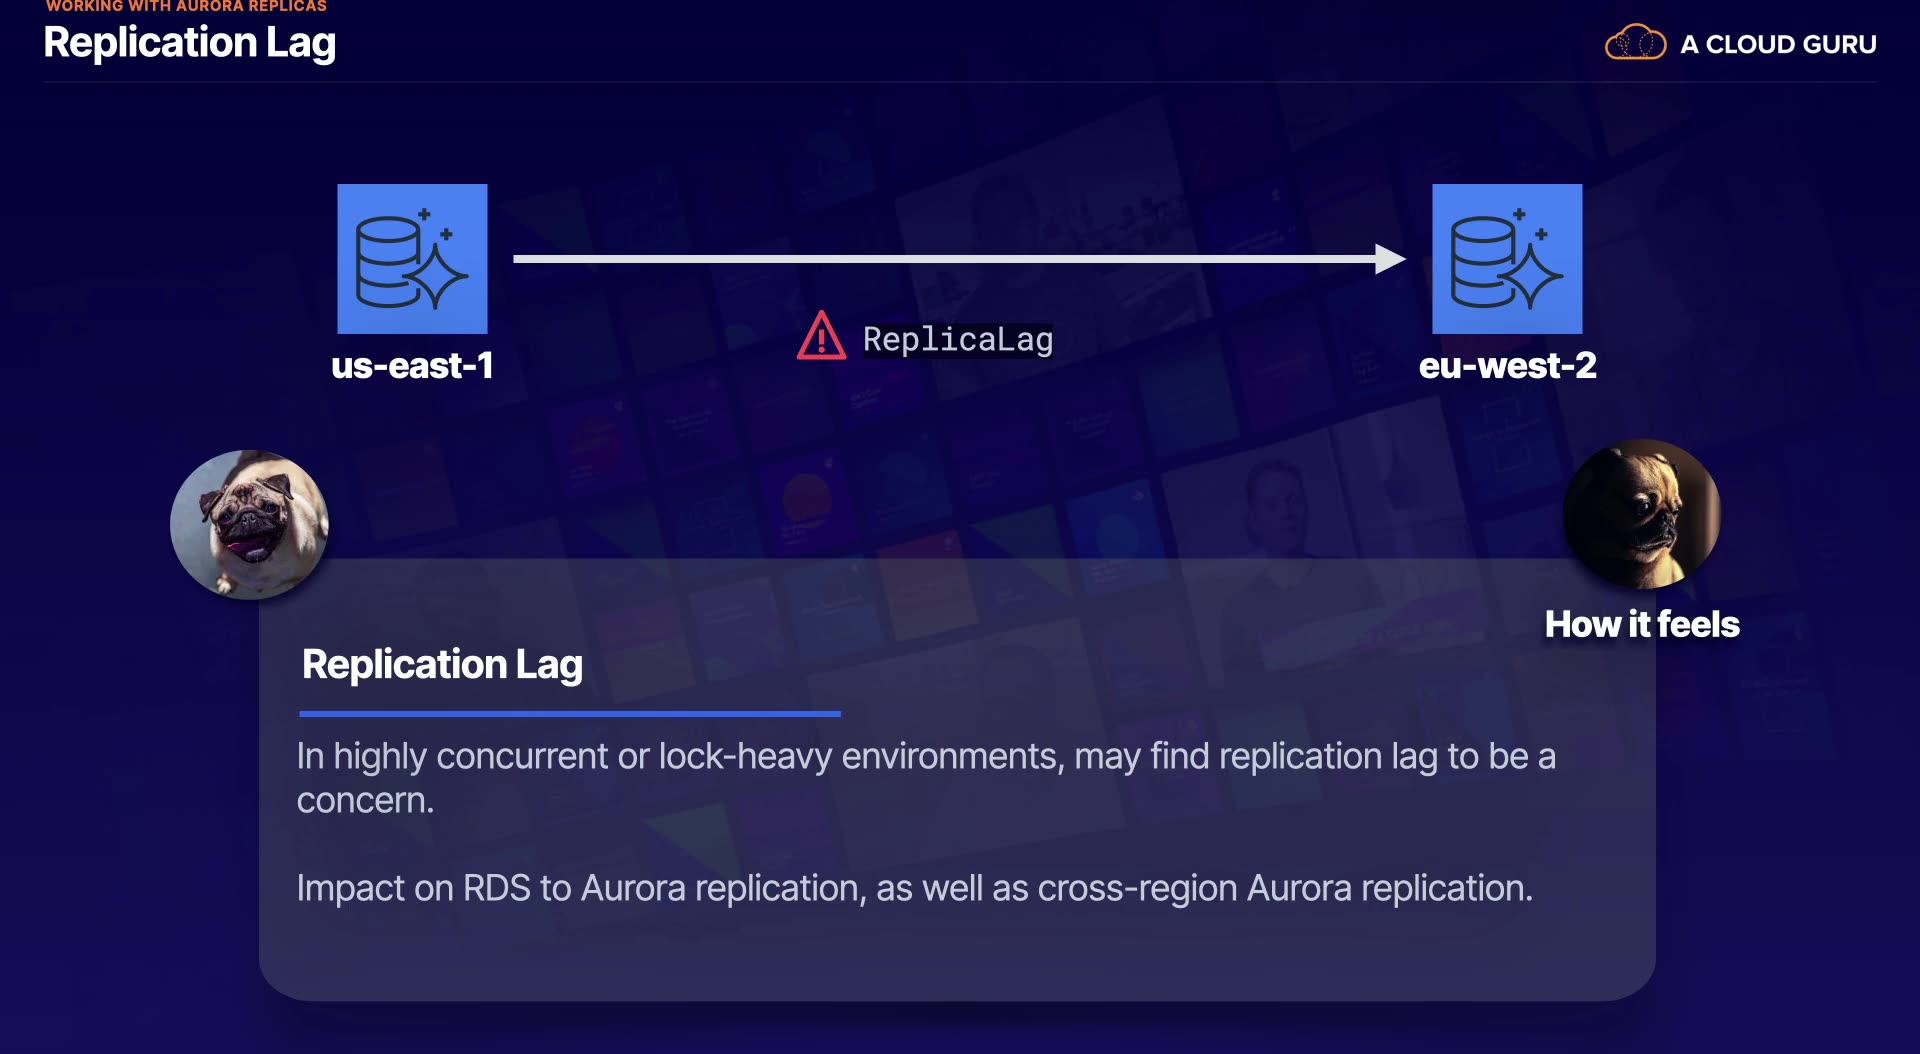 WORKING WITH AURORA REPLICAS
Replication Lag
A CLOUD GURU
ReplicaLag
us-east-1
eu-west-2
How it feels
Replication Lag
In highly concurrent or lock-heavy environments, may find replication lag to be a
concern.
Impact on RDS to Aurora replication, as well as cross-region Aurora replication.